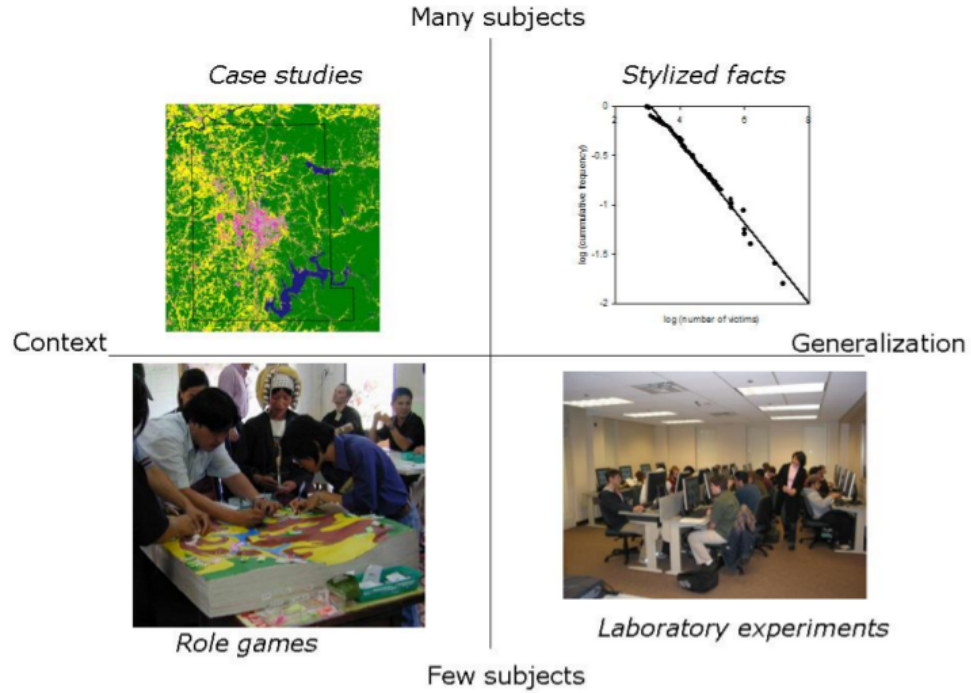 Many subjects
Case studies
Stylized facts
2 4 6 8
0
-0.5
-1
-1.5
-2
log (cummulative frequency)
log (number of victims)
Context
Generalization
Role games
Laboratory experiments
Few subjects